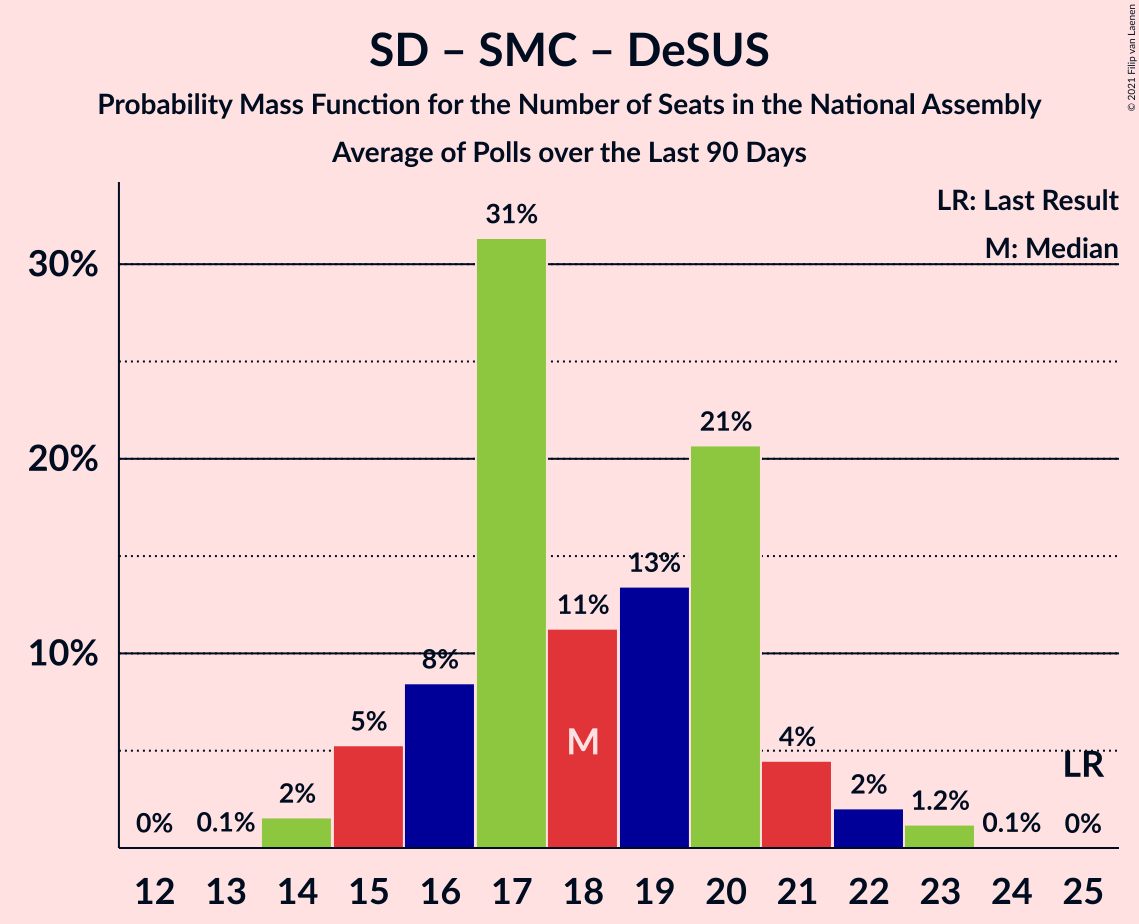 SD – SMC – DeSUS
Probability Mass Function for the Number of Seats in the National Assembly
Average of Polls over the Last 90 Days
© 2021 Filip van Laenen
LR: Last Result
M: Median
30%
20%
10%
0%
0.1%
2%
5%
8%
31%
11%
13%
21%
4%
2%
1.2%
0.1%
0%
M
LR
12 13 14 15 16 17 18 19 20 21 22 23 24 25